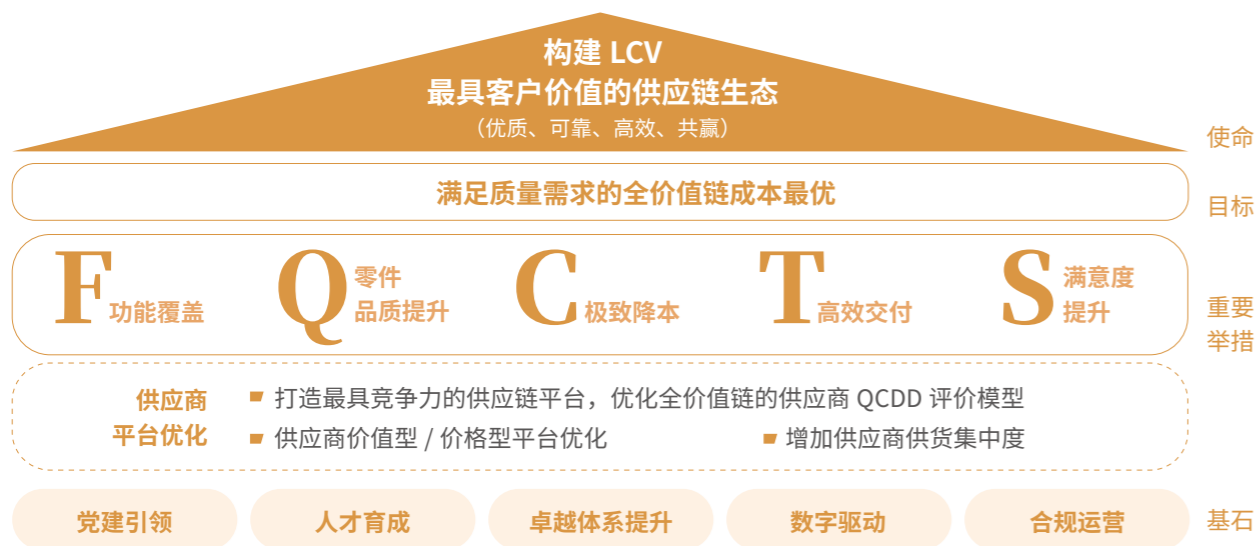 构建 LCV
最具客户价值的供应链生态
（优质、可靠、高效、共赢）
使命
满足质量需求的全价值链成本最优
目标
F 功能覆盖
Q 零件
品质提升
C 极致降本
T 高效交付
S 满意度
提升
重要
举措
供应商
平台优化
打造最具竞争力的供应链平台，优化全价值链的供应商 QCDD 评价模型
供应商价值型 / 价格型平台优化
增加供应商供货集中度
党建引领
人才育成
卓越体系提升
数字驱动
合规运营
基石